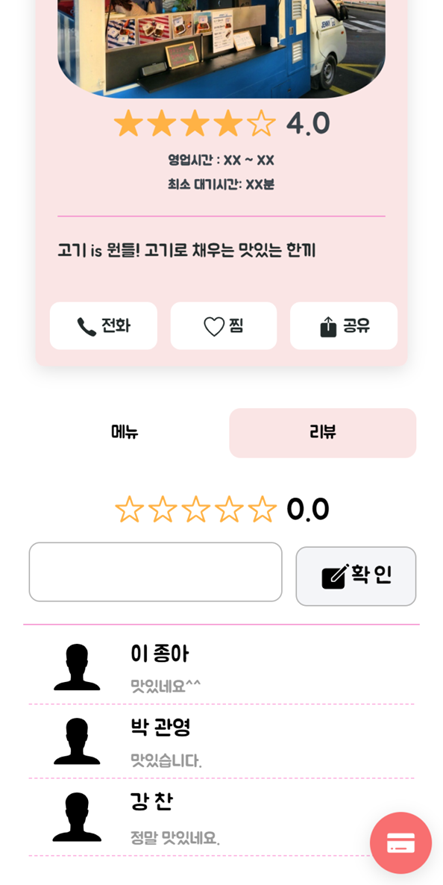 4.0
영업시간 : XX ~ XX
최소 대기시간: XX분
고기 is 뭔들! 고기로 채우는 맛있는 한끼
전화 찜 공유
메뉴 리뷰
0.0
확인
이 종아
맛있네요^^
박 관영
맛있습니다.
강 찬
정말 맛있네요.